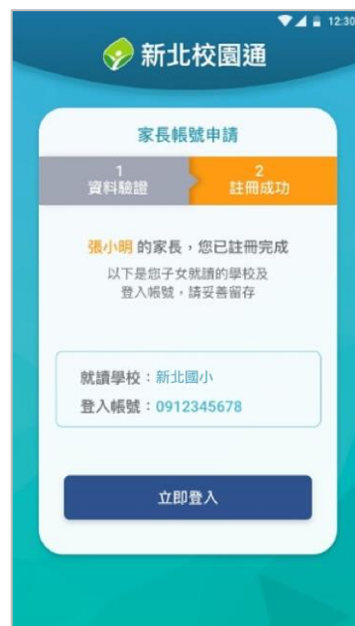 12:30
新北校園通
家長帳號申請
1
資料驗證
2
註冊成功
張小明 的家長，您已註冊完成
以下是您子女就讀的學校及
登入帳號，請妥善留存
就讀學校：新北國小
登入帳號：0912345678
立即登入